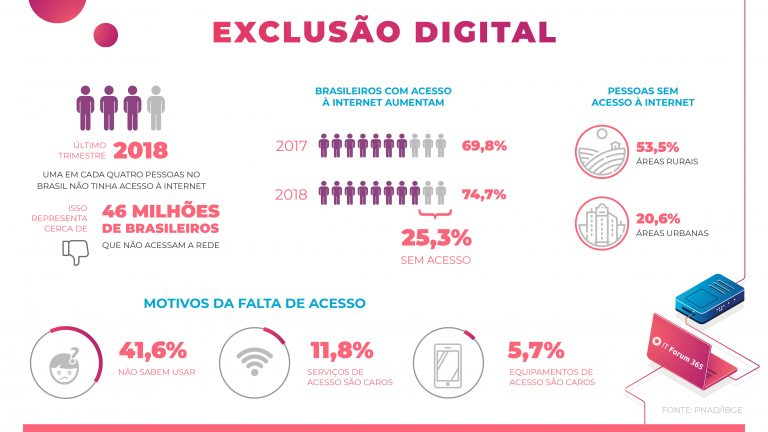 EXCLUSÃO DIGITAL
ÚLTIMO
TRIMESTRE
2018
UMA EM CADA QUATRO PESSOAS NO
BRASIL NÃO TINHA ACESSO À INTERNET
ISSO
REPRESENTA
CERCA DE
46 MILHÕES
DE BRASILEIROS
QUE NÃO ACESSAM A REDE
BRASILEIROS COM ACESSO
À INTERNET AUMENTAM
2017
69,8%
2018
74,7%
25,3%
SEM ACESSO
PESSOAS SEM
ACESSO À INTERNET
53,5%
ÁREAS RURAIS
20,6%
ÁREAS URBANAS
MOTIVOS DA FALTA DE ACESSO
41,6%
NÃO SABEM USAR
11,8%
SERVIÇOS DE
ACESSO SÃO CAROS
5,7%
EQUIPAMENTOS DE
ACESSO SÃO CAROS
IT Forum 365
FONTE: PNAD/IBGE